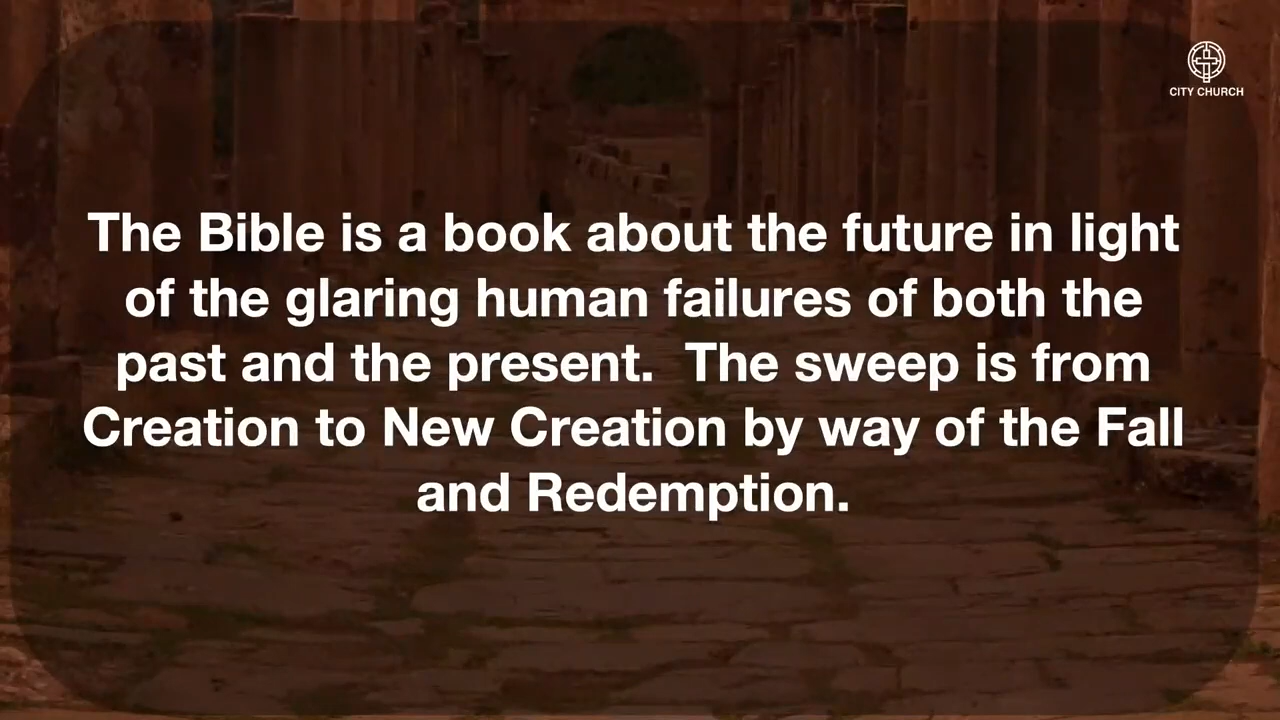 CITY CHURCH
The Bible is a book about the future in light
of the glaring human failures of both the
past and the present.  The sweep is from
Creation to New Creation by way of the Fall
and Redemption.